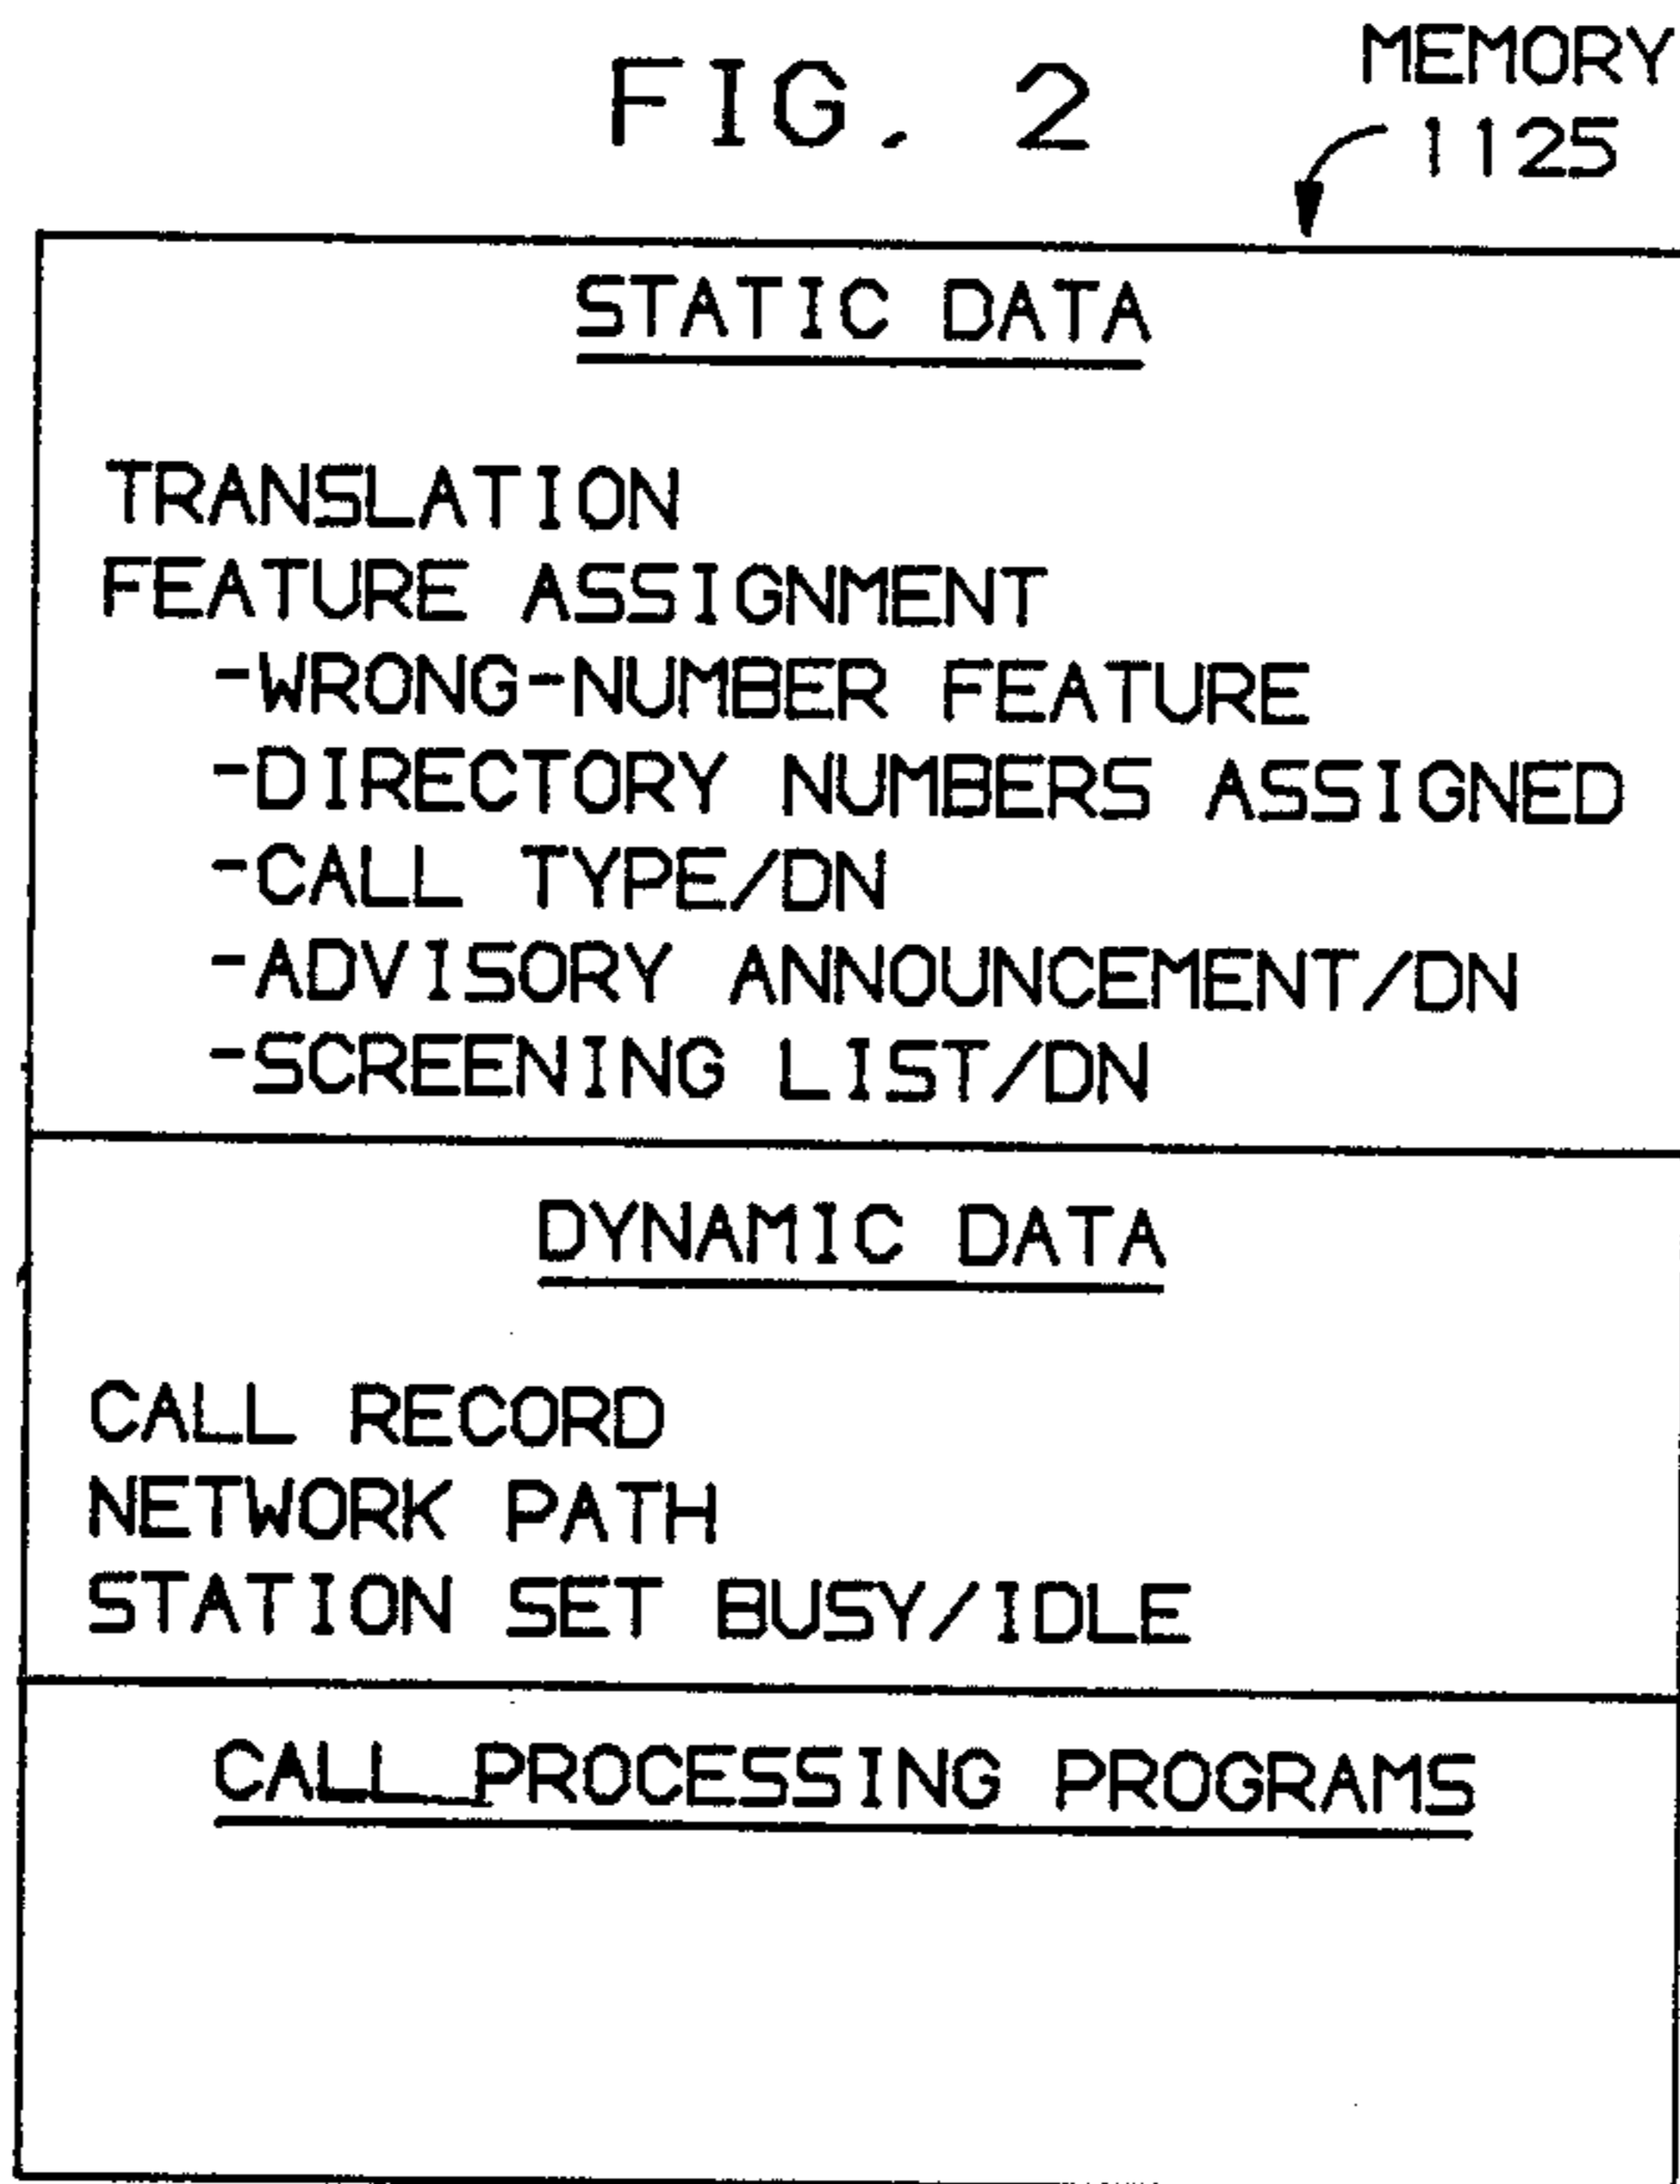 FIG. 2
MEMORY
1125
STATIC DATA
TRANSLATION
FEATURE ASSIGNMENT
-WRONG-NUMBER FEATURE
-DIRECTORY NUMBERS ASSIGNED
-CALL TYPE/DN
-ADVISORY ANNOUNCEMENT/DN
-SCREENING LIST/DN
DYNAMIC DATA
CALL RECORD
NETWORK PATH
STATION SET BUSY/IDLE
CALL PROCESSING PROGRAMS